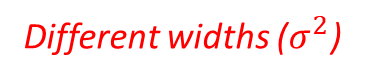 Different widths (σ²)